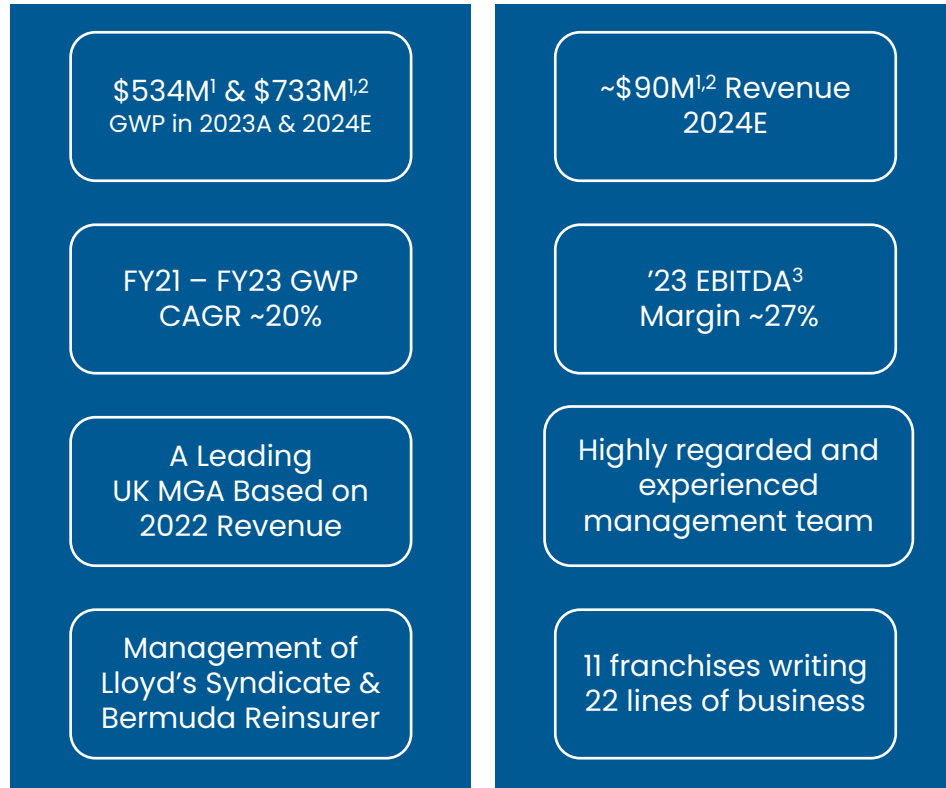 $534M¹ & $733M¹,²
GWP in 2023A & 2024E
FY21 – FY23 GWP
CAGR ~20%
A Leading
UK MGA Based on
2022 Revenue
Management of
Lloyd’s Syndicate &
Bermuda Reinsurer
~$90M¹,² Revenue
2024E
’23 EBITDA³
Margin ~27%
Highly regarded and
experienced
management team
11 franchises writing
22 lines of business